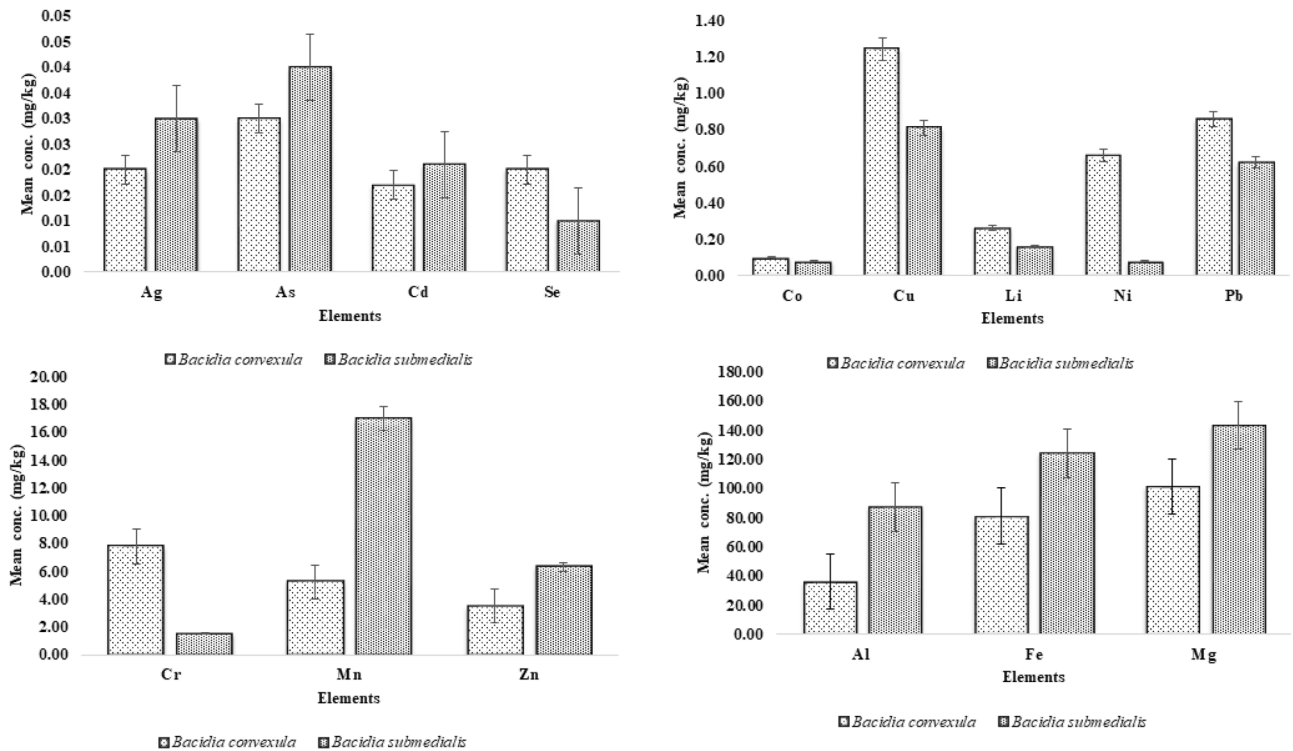 Mean conc. (mg/kg)
0.05
0.05
0.04
0.04
0.03
0.03
0.02
0.02
0.01
0.01
0.00
Ag As Cd Se
Elements
Bacidia convexula Bacidia submedialis
Mean conc. (mg/kg)
1.40
1.20
1.00
0.80
0.60
0.40
0.20
0.00
Co Cu Li Ni Pb
Elements
Bacidia convexula Bacidia submedialis
Mean conc. (mg/kg)
20.00
18.00
16.00
14.00
12.00
10.00
8.00
6.00
4.00
2.00
0.00
Cr Mn Zn
Elements
Bacidia convexula Bacidia submedialis
Mean conc. (mg/kg)
180.00
160.00
140.00
120.00
100.00
80.00
60.00
40.00
20.00
0.00
Al Fe Mg
Elements
Bacidia convexula Bacidia submedialis